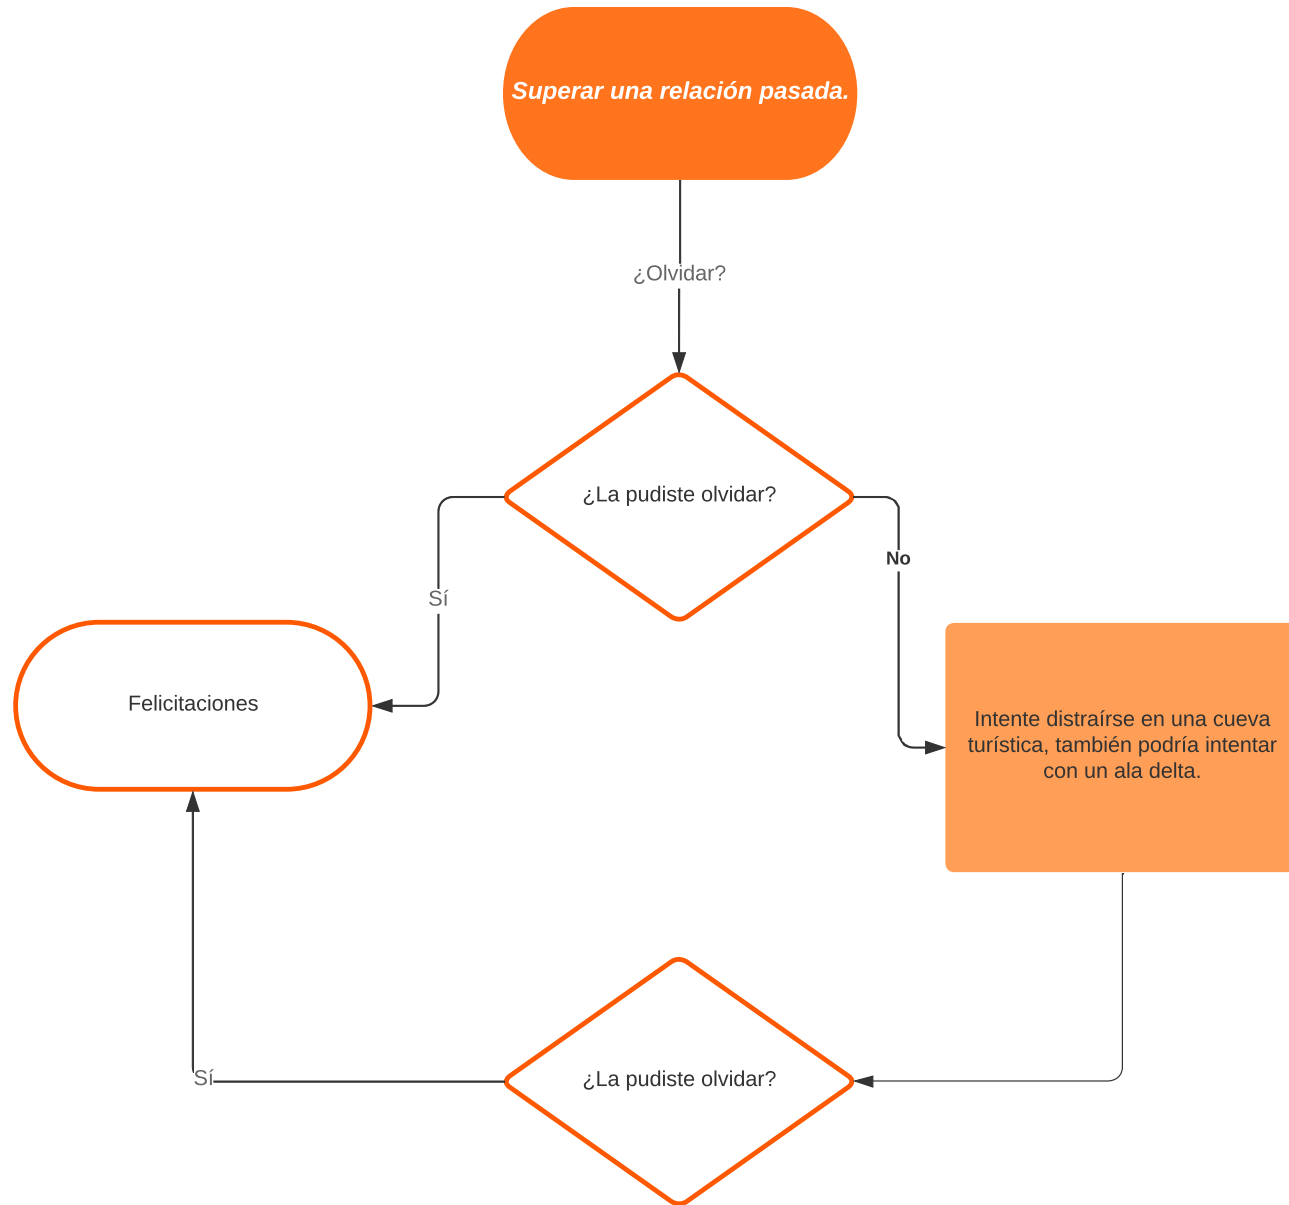 Superar una relación pasada.
¿Olvidar?
¿La pudiste olvidar?
No
Sí
Felicitaciones
Intente distraírse en una cueva
turística, también podría intentar
con un ala delta.
¿La pudiste olvidar?
Sí